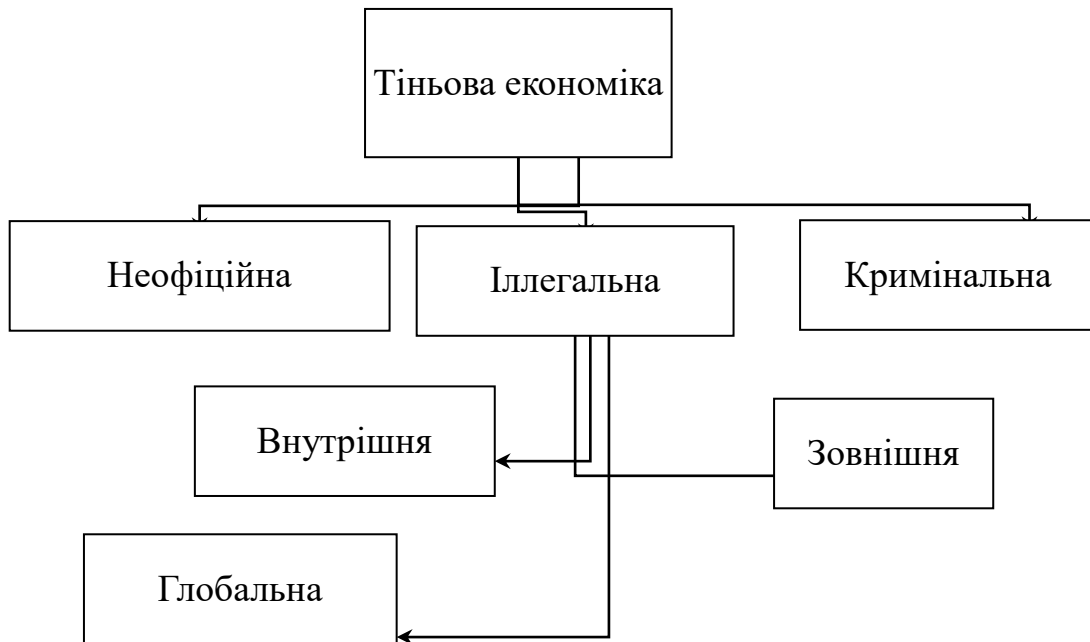 Тіньова економіка
Неофіційна
Іллегальна
Кримінальна
Внутрішня
Зовнішня
Глобальна